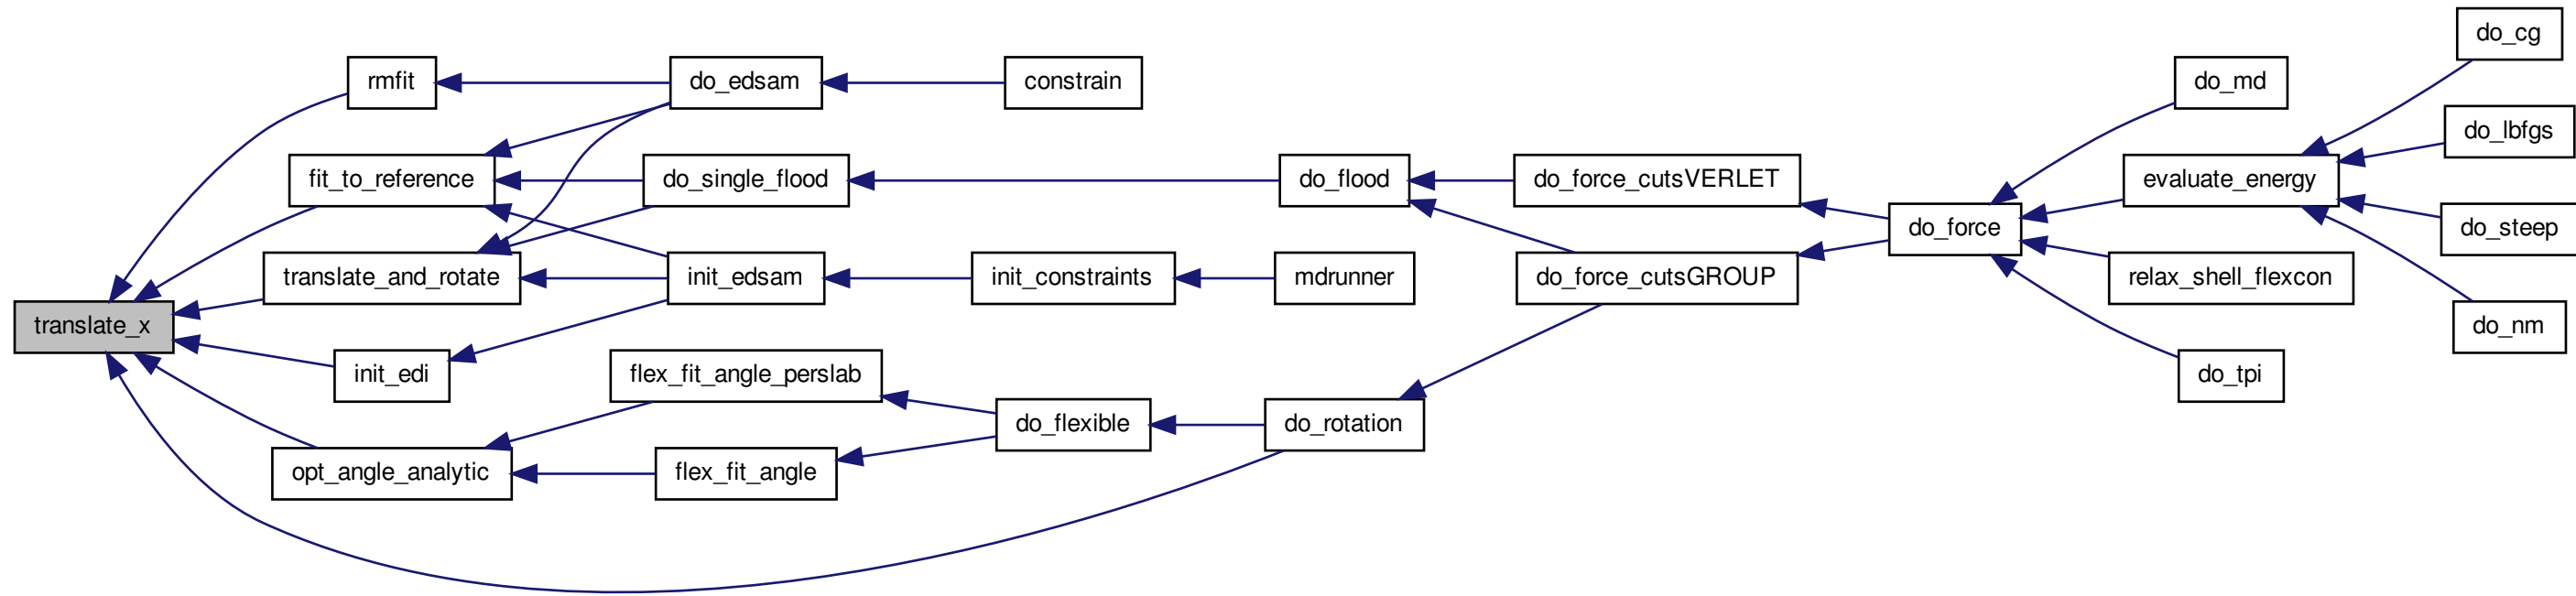 do_cg
rmfit
do_edsam
constrain
do_md
do_lbfgs
fit_to_reference
do_single_flood
do_flood
do_force_cutsVERLET
evaluate_energy
do_force
do_steep
translate_and_rotate
init_edsam
init_constraints
mdrunner
do_force_cutsGROUP
relax_shell_flexcon
translate_x
do_nm
init_edi
flex_fit_angle_perslab
do_tpi
do_flexible
do_rotation
opt_angle_analytic
flex_fit_angle